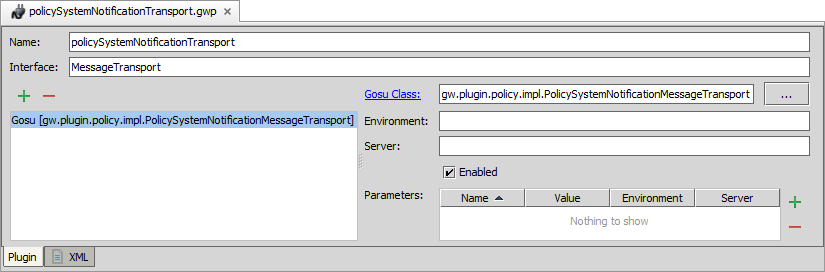 policySystemNotificationTransport.gwp ×
Name: policySystemNotificationTransport
Interface: MessageTransport
Gosu Class: gw.plugin.policy.impl.PolicySystemNotificationMessageTransport ...
Gosu [gw.plugin.policy.impl.PolicySystemNotificationMessageTransport]
Environment:
Server:
Enabled
Parameters: Name Value Environment Server
Nothing to show
Plugin XML